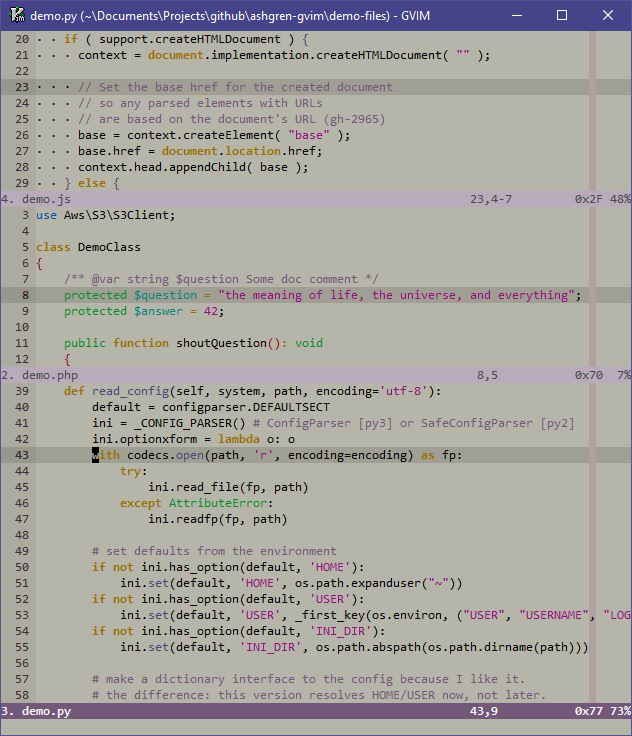 demo.py (~\Documents\Projects\github\ashgren-gvim\demo-files) - GVIM
20 · · if ( support.createHTMLDocument ) {
21 · · · context = document.implementation.createHTMLDocument( "" );
22
23 · · · // Set the base href for the created document
24 · · · // so any parsed elements with URLs
25 · · · // are based on the document's URL (gh-2965)
26 · · · base = context.createElement( "base" );
27 · · · base.href = document.location.href;
28 · · · context.head.appendChild( base );
29 · · } else {
4. demo.js 23,4-7 0x2F 48%
3 use Aws\S3\S3Client;
4
5 class DemoClass
6 {
7 /** @var string $question Some doc comment */
8 protected $question = "the meaning of life, the universe, and everything";
9 protected $answer = 42;
10
11 public function shoutQuestion(): void
12 {
2. demo.php 8,5 0x70 7%
39 def read_config(self, system, path, encoding='utf-8'):
40 default = configparser.DEFAULTSECT
41 ini = _CONFIG_PARSER() # ConfigParser [py3] or SafeConfigParser [py2]
42 ini.optionxform = lambda o: o
43 with codecs.open(path, 'r', encoding=encoding) as fp:
44 try:
45 ini.read_file(fp, path)
46 except AttributeError:
47 ini.readfp(fp, path)
48
49 # set defaults from the environment
50 if not ini.has_option(default, 'HOME'):
51 ini.set(default, 'HOME', os.path.expanduser("~"))
52 if not ini.has_option(default, 'USER'):
53 ini.set(default, 'USER', _first_key(os.environ, ("USER", "USERNAME", "LOG
54 if not ini.has_option(default, 'INI_DIR'):
55 ini.set(default, 'INI_DIR', os.path.abspath(os.path.dirname(path)))
56
57 # make a dictionary interface to the config because I like it.
58 # the difference: this version resolves HOME/USER now, not later.
3. demo.py 43,9 0x77 73%